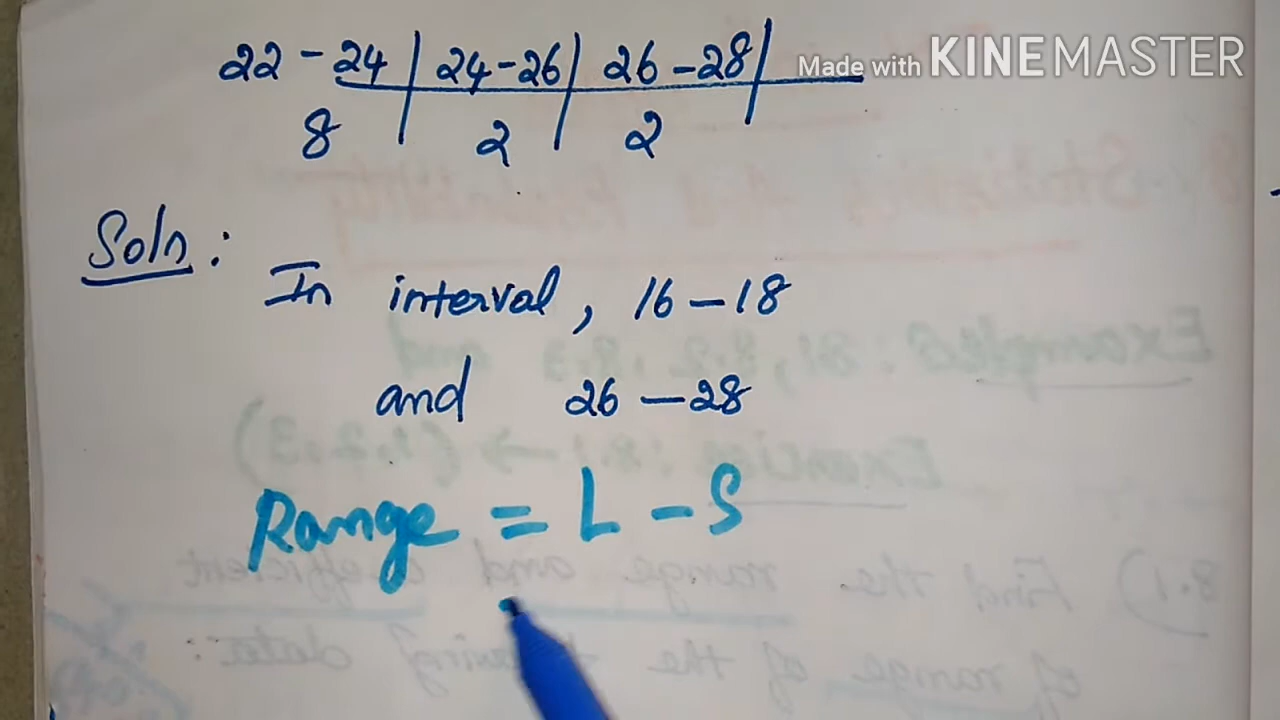 22 - 24 | 24 - 26 | 26 - 28 |
Made with KINEMASTER
8 | 2 | 2
Soln :
In interval, 16 - 18
and 26 - 28
Range = L - S